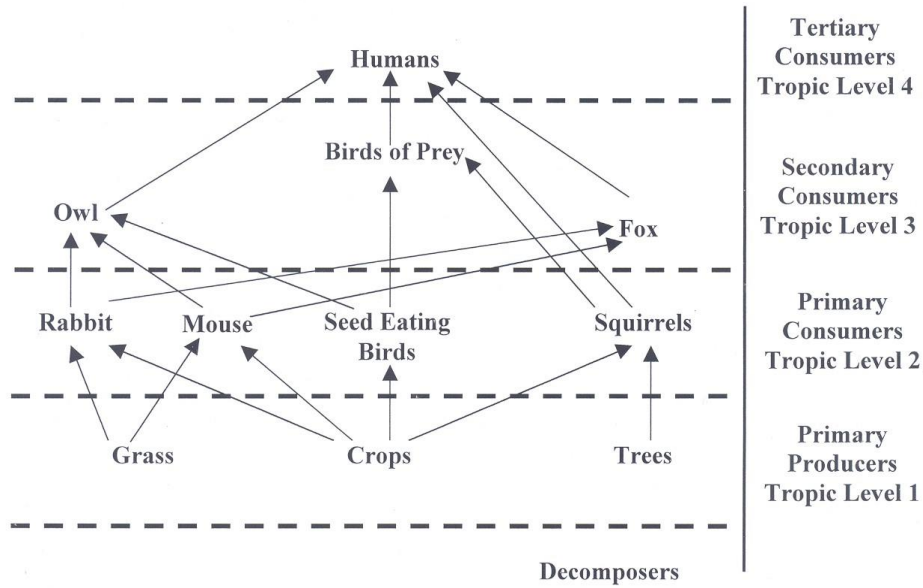 Humans
Birds of Prey
Owl
Fox
Rabbit
Mouse
Seed Eating
Birds
Squirrels
Grass
Crops
Trees
Decomposers
Tertiary
Consumers
Tropic Level 4
Secondary
Consumers
Tropic Level 3
Primary
Consumers
Tropic Level 2
Primary
Producers
Tropic Level 1